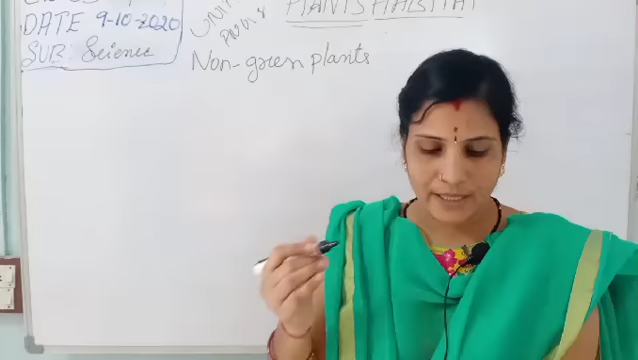 DATE 9-10-2020
SUB: Science
PLANTS HABITAT
Non-green plants